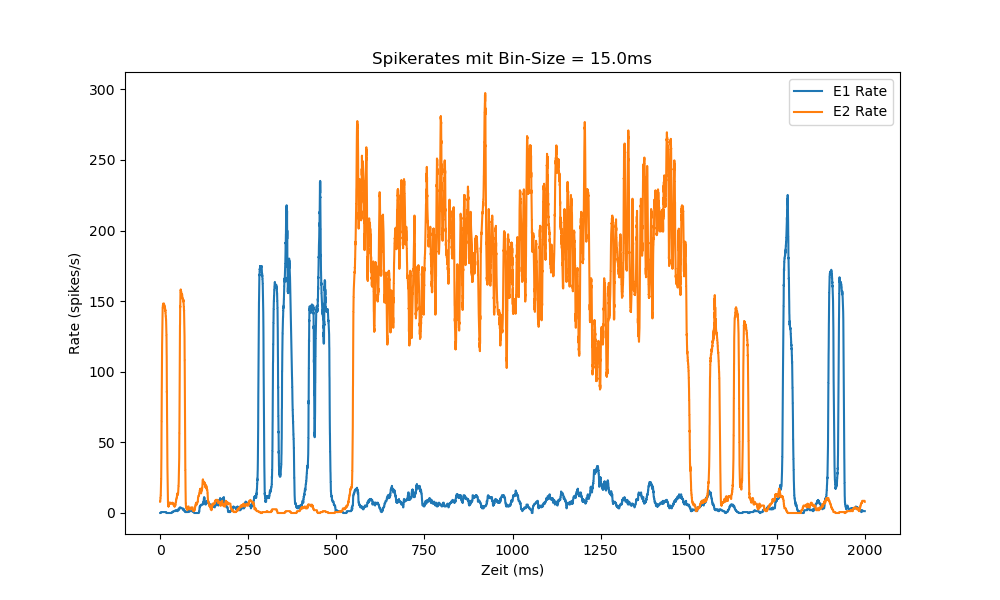 Spikerates mit Bin-Size = 15.0ms
E1 Rate
E2 Rate
Rate (spikes/s)
300
250
200
150
100
50
0
0 250 500 750 1000 1250 1500 1750 2000
Zeit (ms)